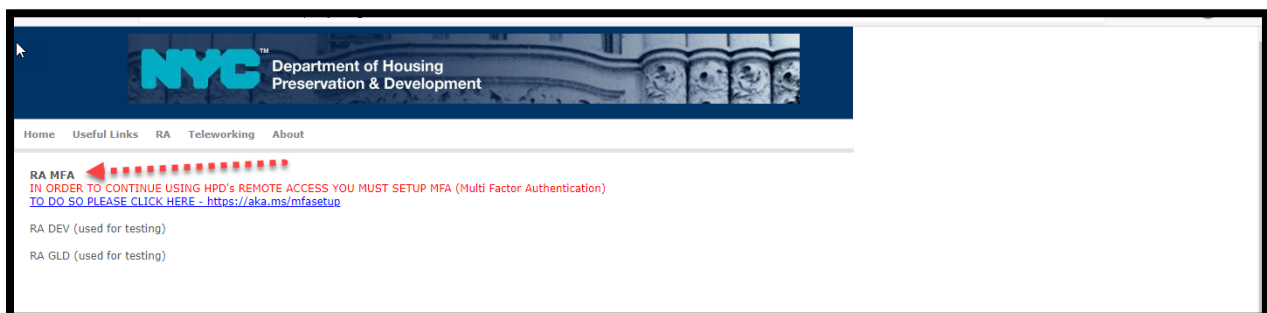 NYC™
Department of Housing
Preservation & Development
Home Useful Links RA Teleworking About
RA MFA
IN ORDER TO CONTINUE USING HPD's REMOTE ACCESS YOU MUST SETUP MFA (Multi Factor Authentication)
TO DO SO PLEASE CLICK HERE - https://aka.ms/mfasetup
RA DEV (used for testing)
RA GLD (used for testing)